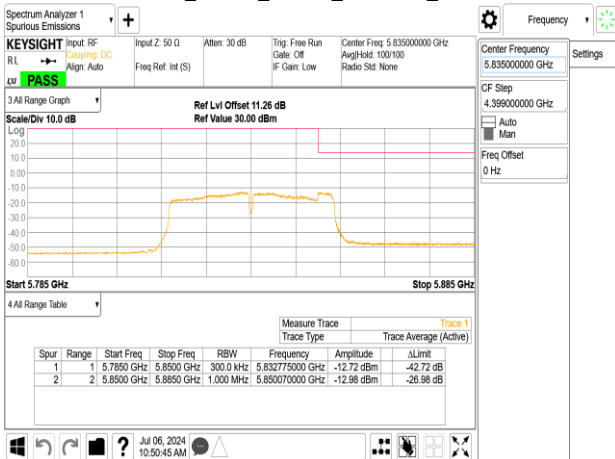 Spectrum Analyzer 1
Spurious Emissions
Frequency
KEYSIGHT Input: RF Input Z: 50 Ω Atten: 30 dB Trig: Free Run Center Freq: 5.835000000 GHz
RL Coupling: DC Gate: Off Avg|Hold: 100/100
Align: Auto Freq Ref: Int (S) IF Gain: Low Radio Std: None
LXI PASS
Center Frequency
5.835000000 GHz
Settings
CF Step
4.399000000 GHz
Auto
Man
Freq Offset
0 Hz
3 All Range Graph
Ref Lvl Offset 11.26 dB
Scale/Div 10.0 dB Ref Value 30.00 dBm
Log
20.0
10.0
0.00
-10.0
-20.0
-30.0
-40.0
-50.0
-60.0
Start 5.785 GHz Stop 5.885 GHz
4 All Range Table
Measure Trace Trace 1
Trace Type Trace Average (Active)
Spur Range Start Freq Stop Freq RBW Frequency Amplitude ΔLimit
1 1 5.7850 GHz 5.8500 GHz 300.0 kHz 5.832775000 GHz -12.72 dBm -42.72 dB
2 2 5.8500 GHz 5.8850 GHz 1.000 MHz 5.850070000 GHz -12.98 dBm -26.98 dB
? Jul 06, 2024
10:50:45 AM